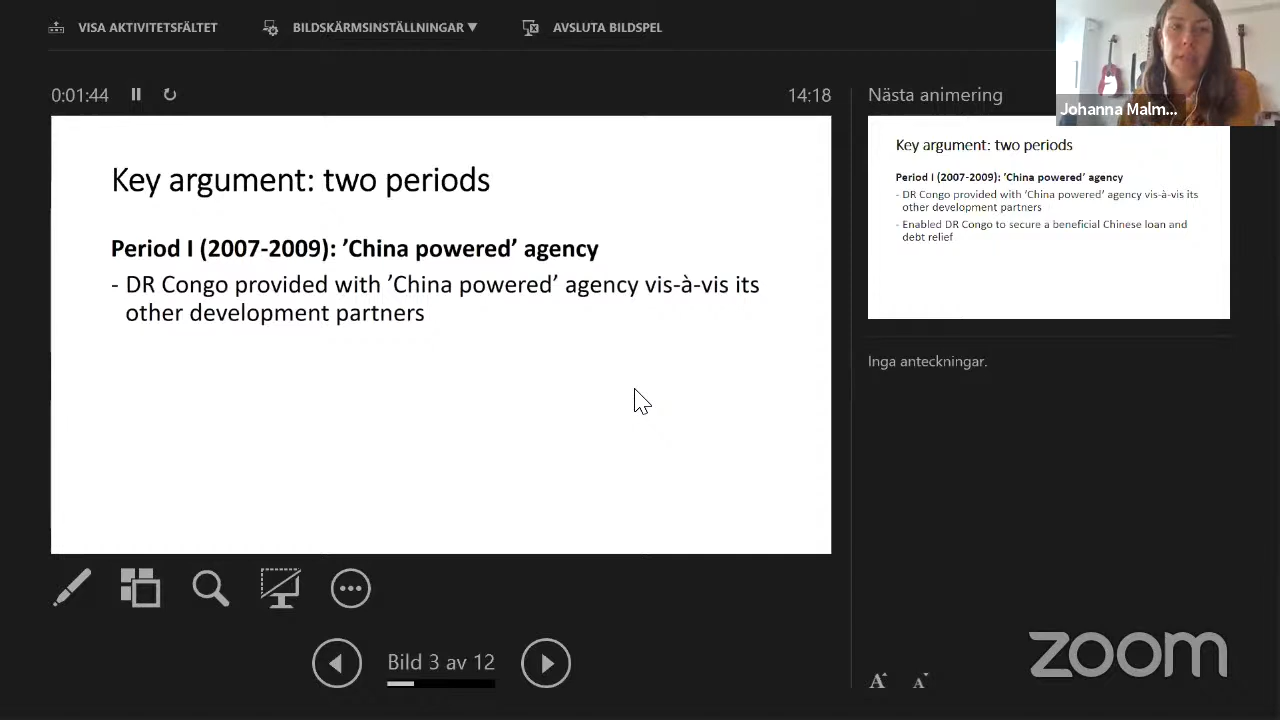 VISA AKTIVITETSFÄLTET
BILDSKÄRMSINSTÄLLNINGAR ▼
AVSLUTA BILDSPEL
Johanna Malm...
0:01:44
14:18
Nästa animering
Key argument: two periods
Period I (2007-2009): ’China powered’ agency
- DR Congo provided with ’China powered’ agency vis-à-vis its
other development partners
Key argument: two periods
Period I (2007-2009): ’China powered’ agency
- DR Congo provided with ’China powered’ agency vis-à-vis its
other development partners
- Enabled DR Congo to secure a beneficial Chinese loan and
debt relief
Inga anteckningar.
Bild 3 av 12
A A
zoom